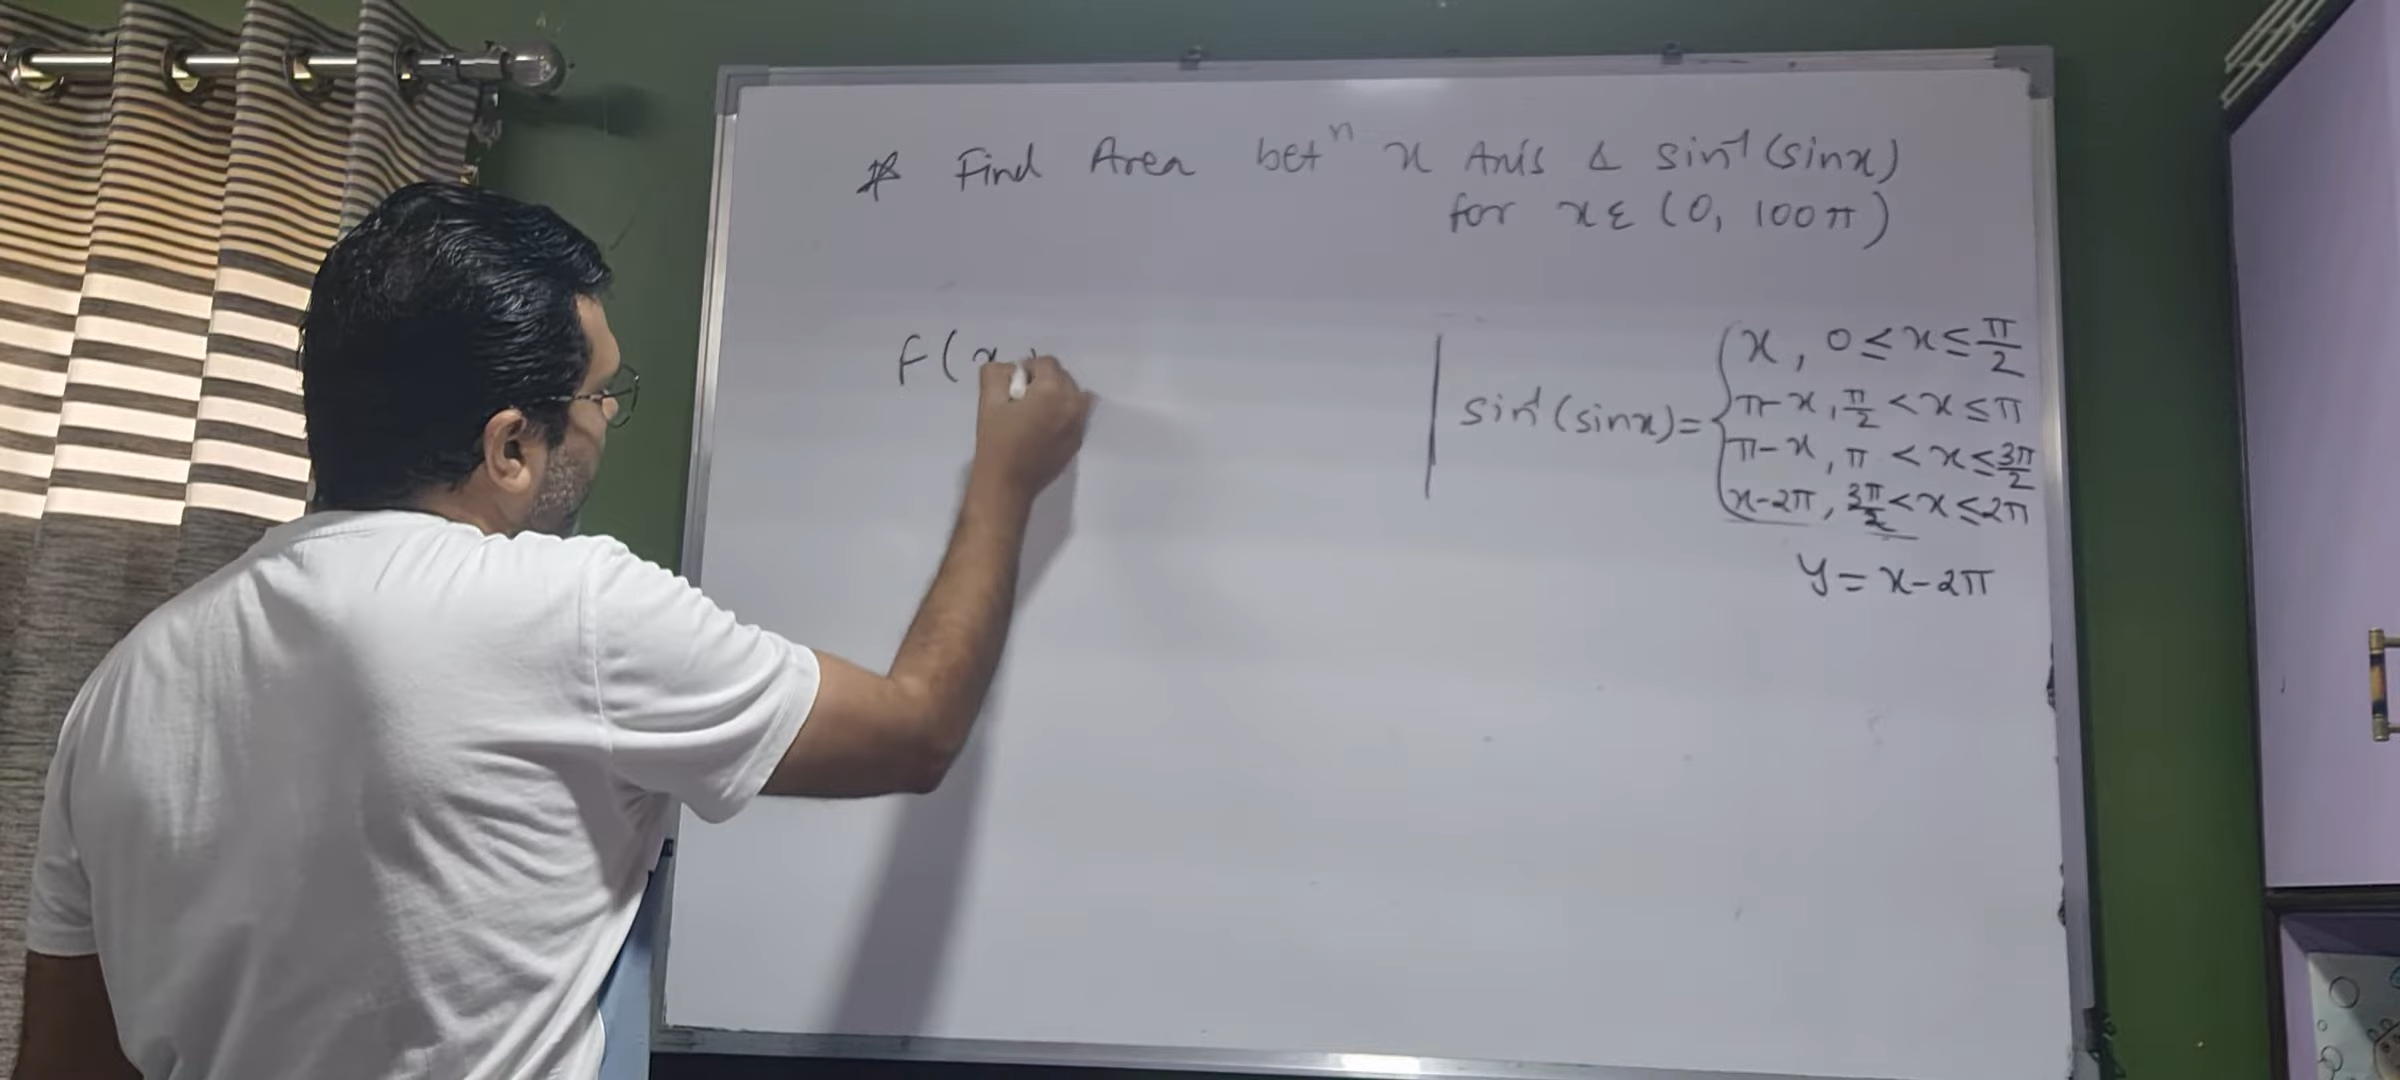 * Find Area betⁿ x Axis & sin⁻¹(sinx)
for x ε (0, 100π)
f(x)
sin⁻¹(sinx) = { x, 0 ≤ x ≤ π/2
π-x, π/2 < x ≤ π
π-x, π < x ≤ 3π/2
x-2π, 3π/2 < x ≤ 2π
y = x-2π